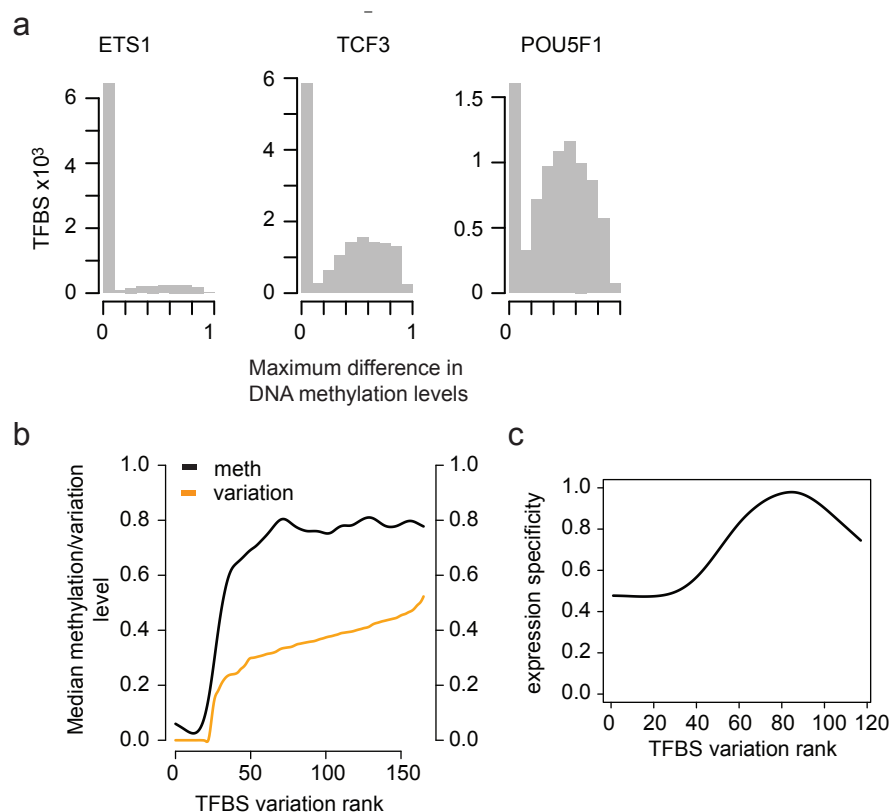 a
ETS1
TCF3
POU5F1
TFBS x10³
6
4
2
0
6
4
2
0
1.5
1
0.5
0
0
1
0
1
0
1
Maximum difference in
DNA methylation levels
b
meth
variation
Median methylation/variation
level
1.0
0.8
0.6
0.4
0.2
0.0
1.0
0.8
0.6
0.4
0.2
0.0
0
50
100
150
TFBS variation rank
c
expression specificity
1.0
0.8
0.6
0.4
0.2
0.0
0
20
40
60
80
100
120
TFBS variation rank